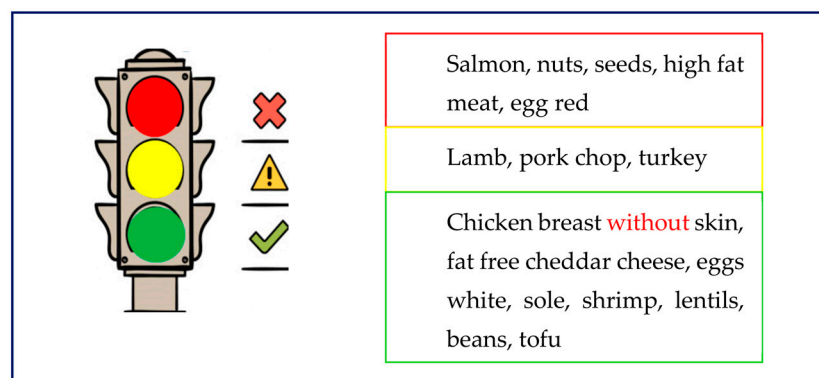 Salmon, nuts, seeds, high fat
meat, egg red
Lamb, pork chop, turkey
Chicken breast without skin,
fat free cheddar cheese, eggs
white, sole, shrimp, lentils,
beans, tofu